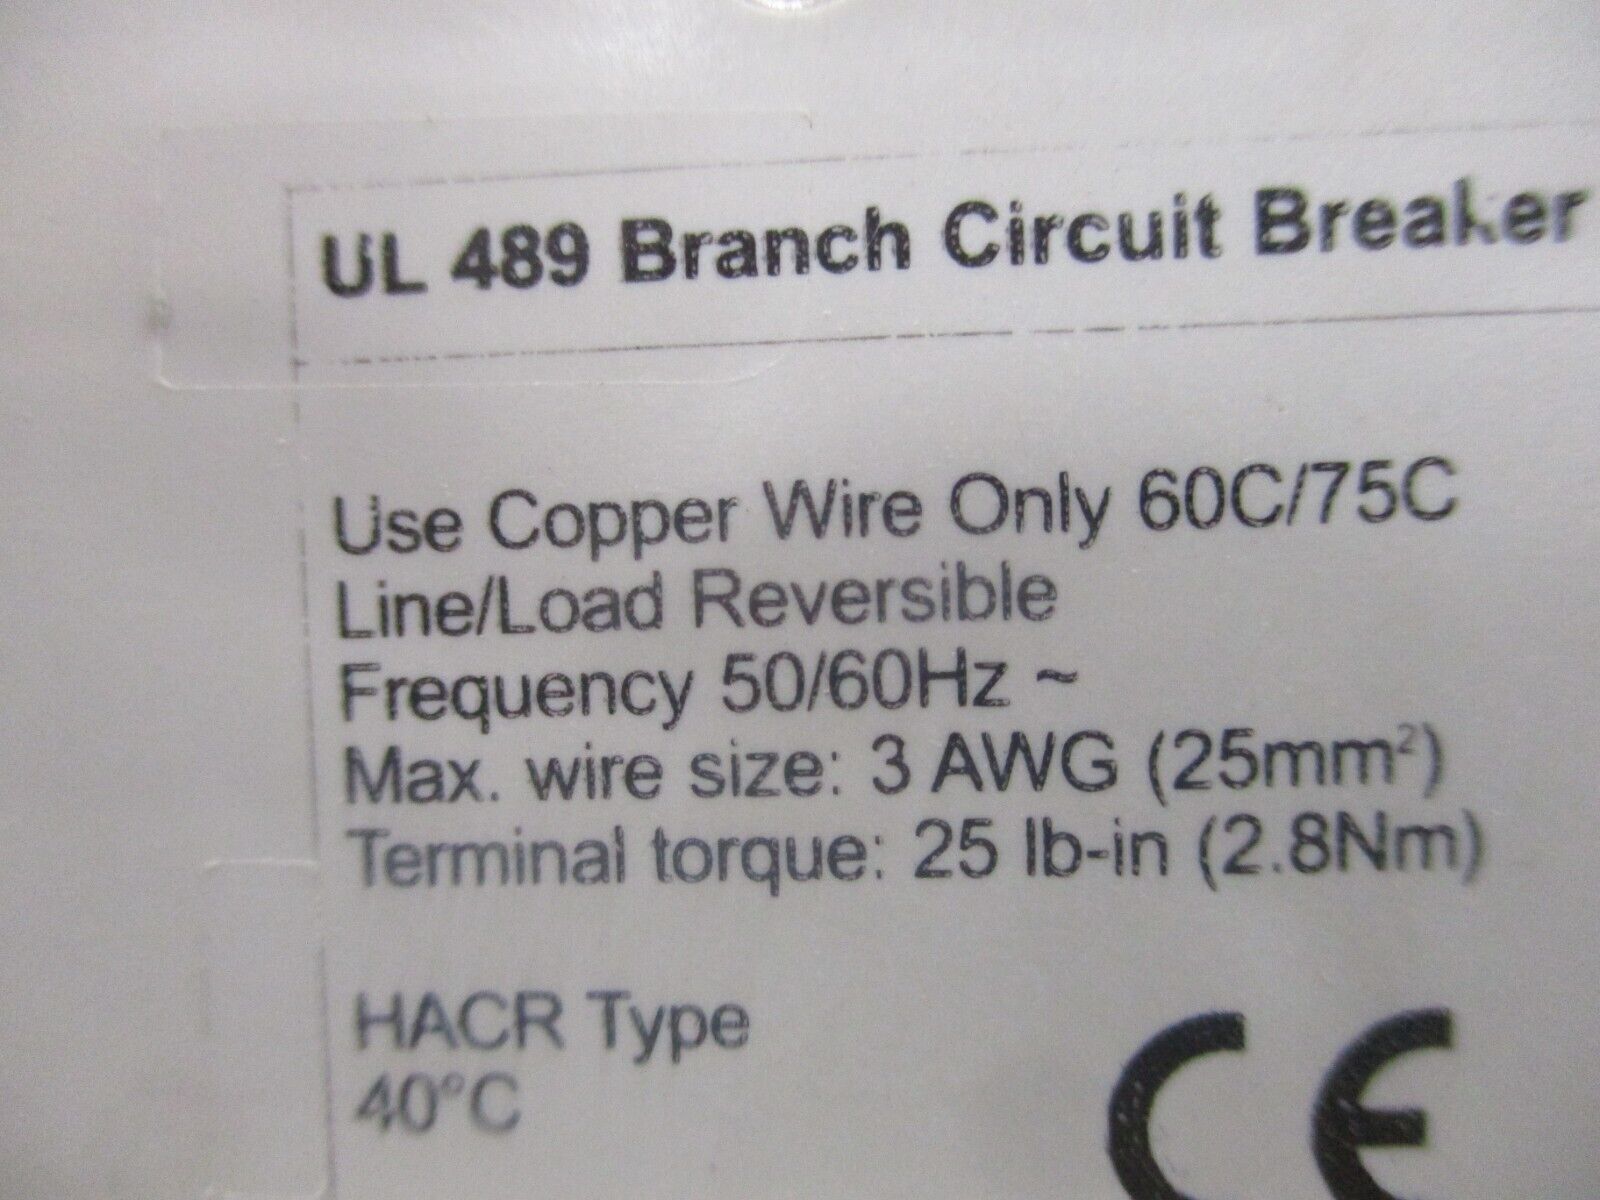 UL 489 Branch Circuit Breaker
Use Copper Wire Only 60C/75C
Line/Load Reversible
Frequency 50/60Hz ~
Max. wire size: 3 AWG (25mm²)
Terminal torque: 25 lb-in (2.8Nm)
HACR Type
40°C
CE